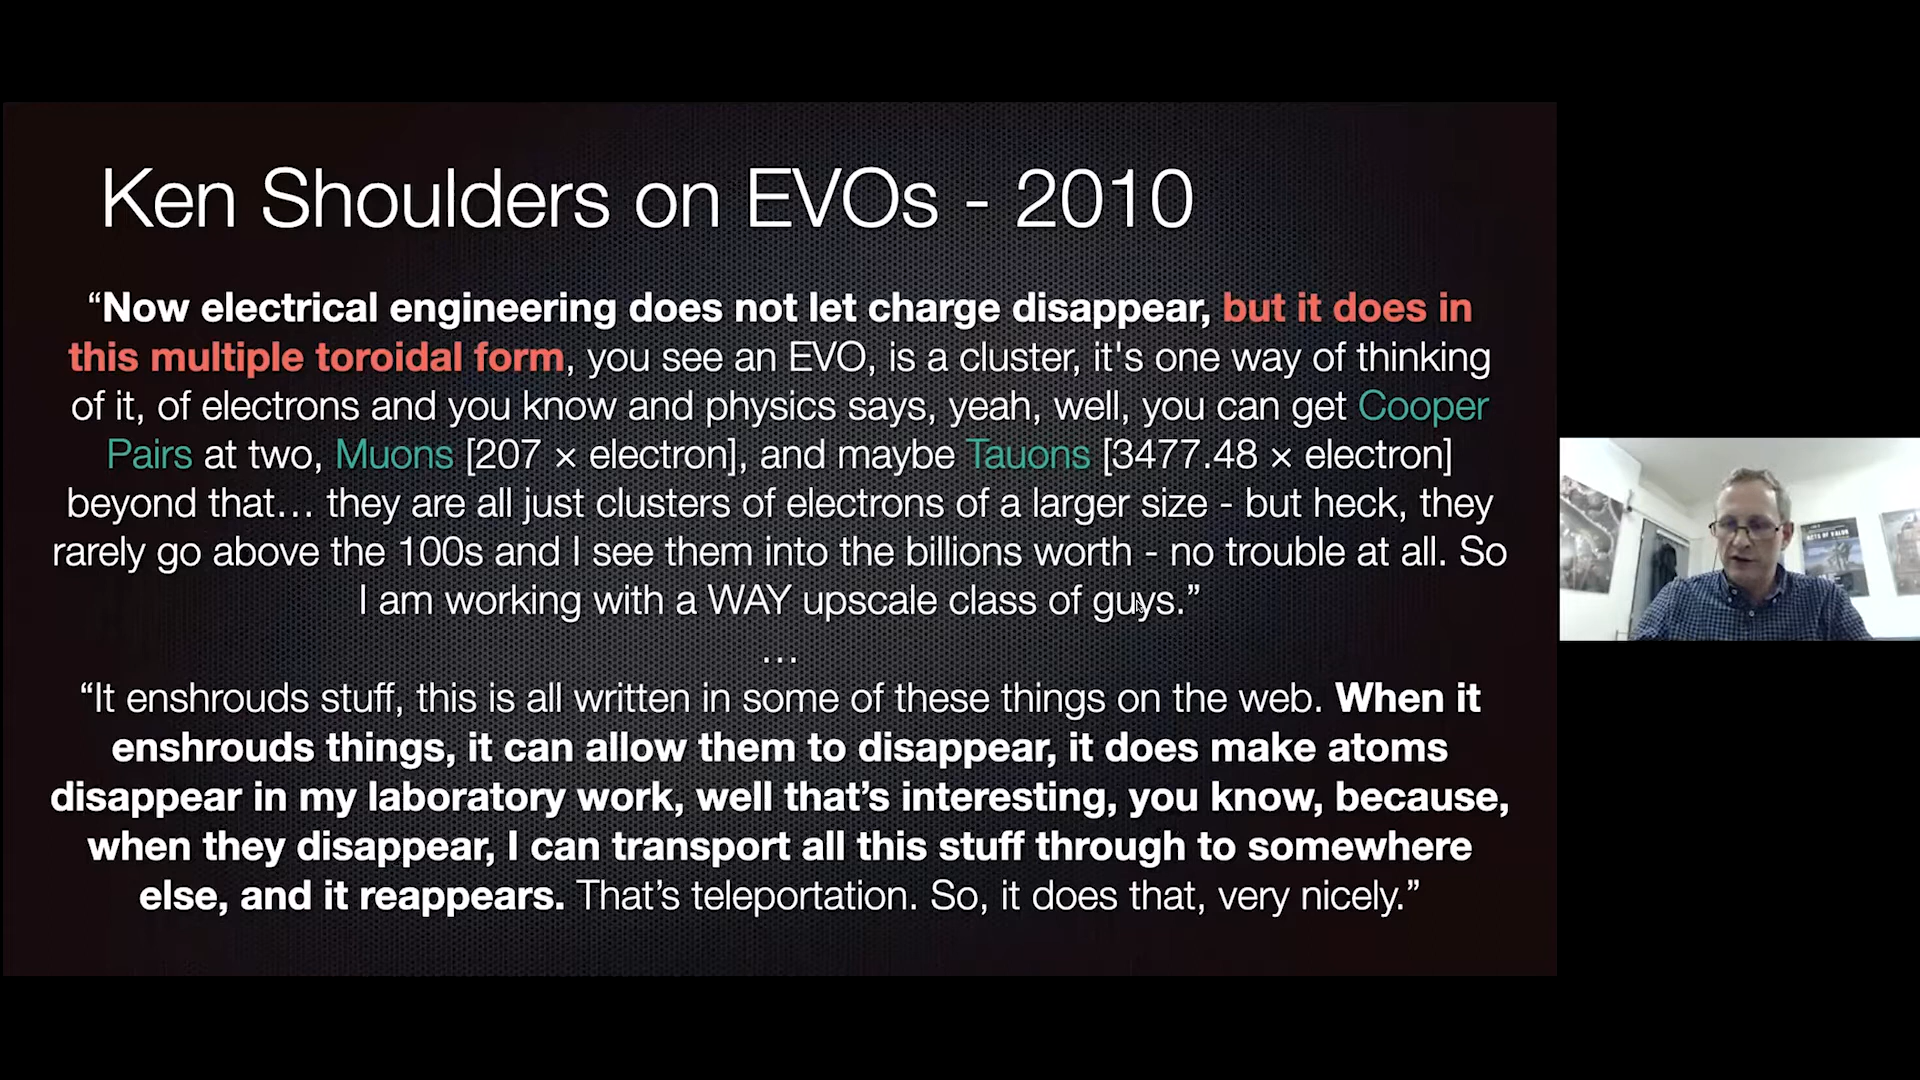 Ken Shoulders on EVOs - 2010
“Now electrical engineering does not let charge disappear, but it does in
this multiple toroidal form, you see an EVO, is a cluster, it's one way of thinking
of it, of electrons and you know and physics says, yeah, well, you can get Cooper
Pairs at two, Muons [207 × electron], and maybe Tauons [3477.48 × electron]
beyond that… they are all just clusters of electrons of a larger size - but heck, they
rarely go above the 100s and I see them into the billions worth - no trouble at all. So
I am working with a WAY upscale class of guys.”
…
“It enshrouds stuff, this is all written in some of these things on the web. When it
enshrouds things, it can allow them to disappear, it does make atoms
disappear in my laboratory work, well that’s interesting, you know, because,
when they disappear, I can transport all this stuff through to somewhere
else, and it reappears. That’s teleportation. So, it does that, very nicely.”
ACTS OF VALOR